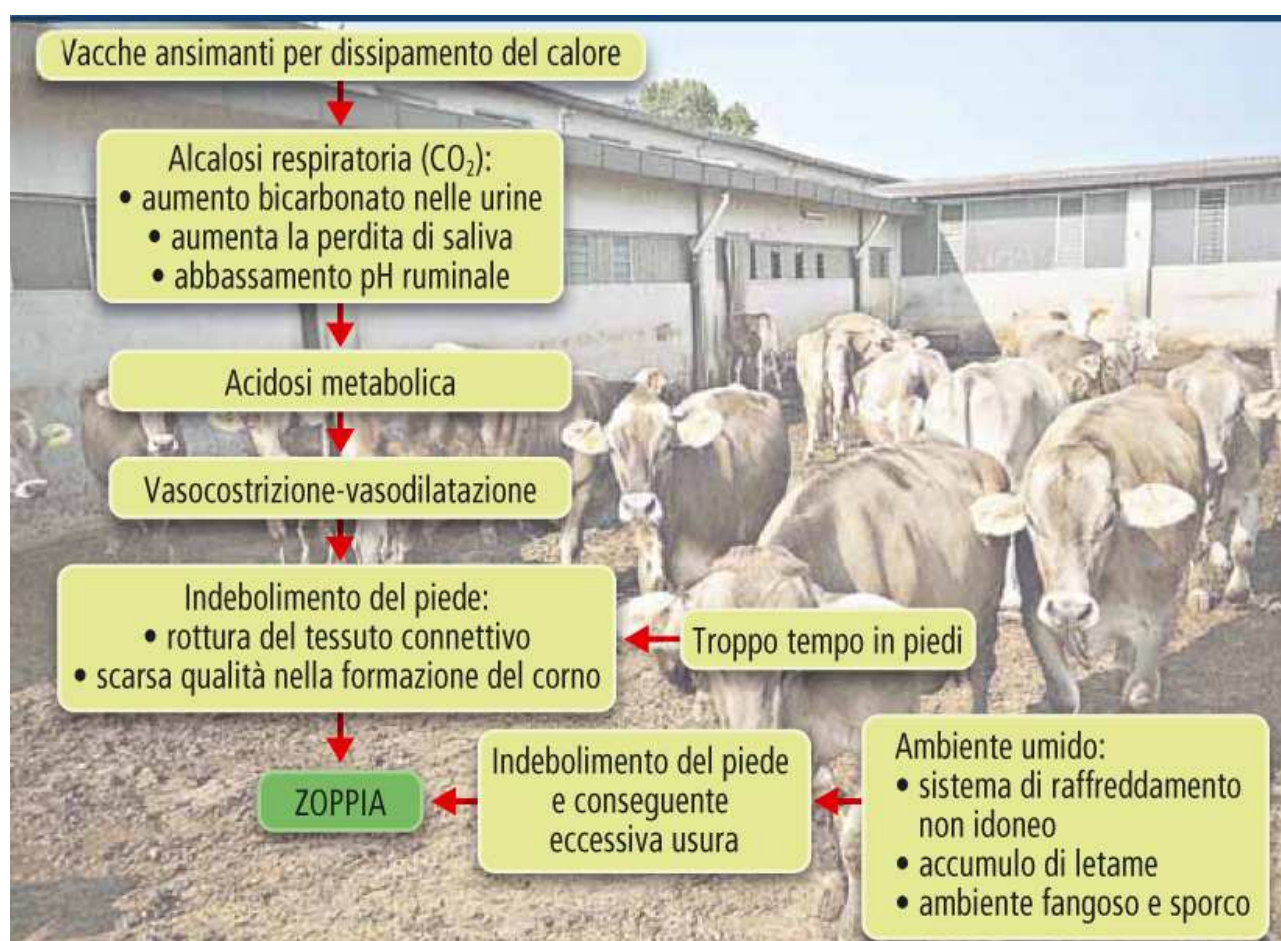 Vacche ansimanti per dissipamento del calore
Alcalosi respiratoria (CO₂):
• aumento bicarbonato nelle urine
• aumenta la perdita di saliva
• abbassamento pH ruminale
Acidosi metabolica
Vasocostrizione-vasodilatazione
Indebolimento del piede:
• rottura del tessuto connettivo
• scarsa qualità nella formazione del corno
Troppo tempo in piedi
ZOPPIA
Indebolimento del piede
e conseguente
eccessiva usura
Ambiente umido:
• sistema di raffreddamento
non idoneo
• accumulo di letame
• ambiente fangoso e sporco